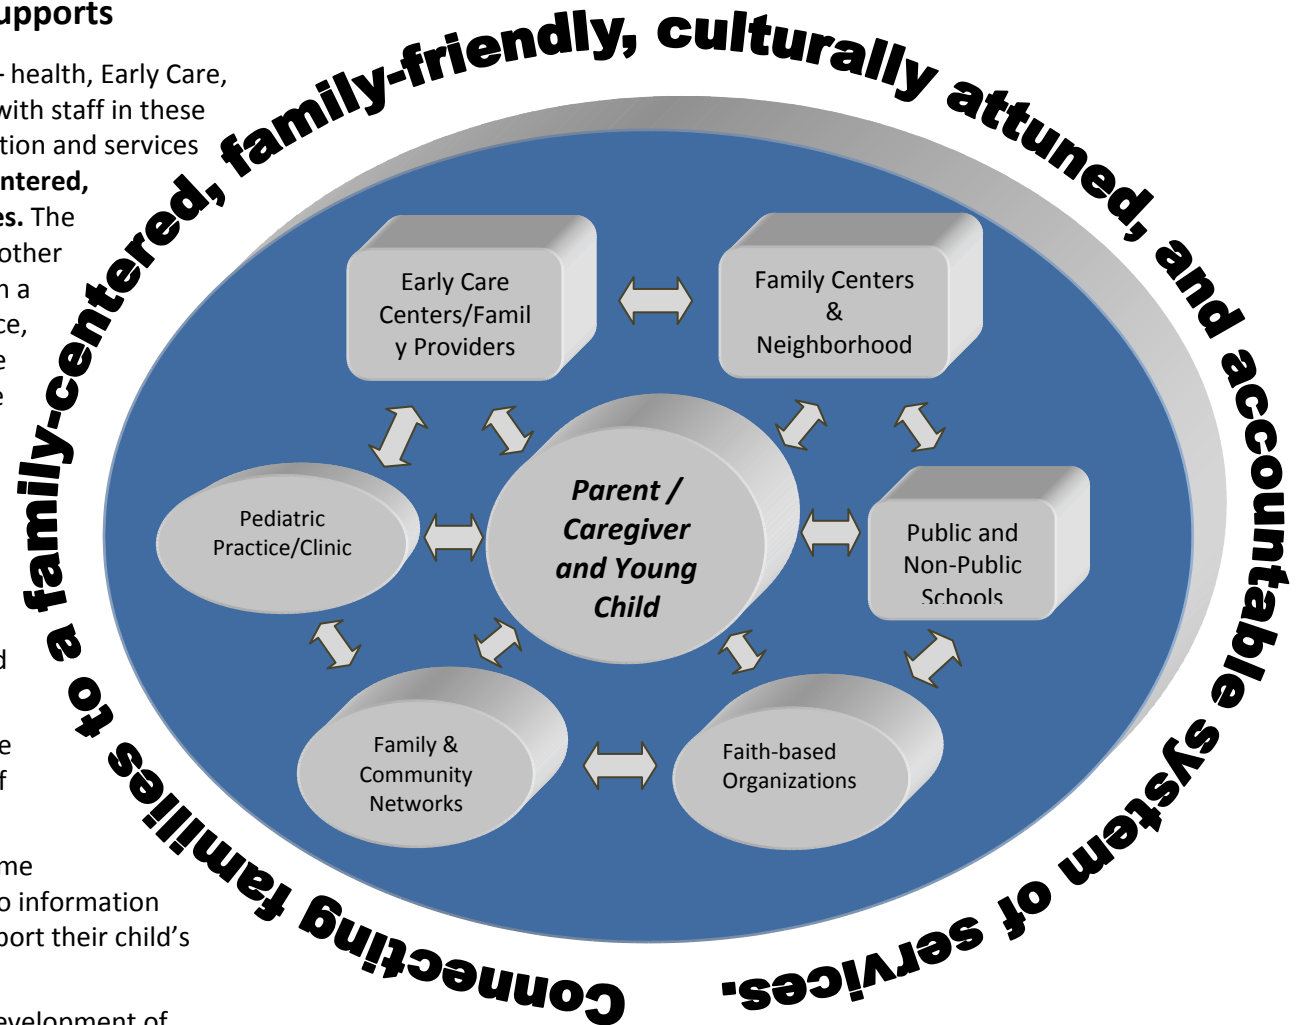 upports
- health, Early Care,
with staff in these
tion and services
ntered,
es. The
other
n a
ce,
e
e
d
e
f
me
o information
port their child's
evelopment of
Connecting families to a family-centered, family-friendly, culturally attuned, and accountable system of services.
Early Care
Centers/Famil
y Providers
Family Centers
&
Neighborhood
Parent /
Caregiver
and Young
Child
Pediatric
Practice/Clinic
Public and
Non-Public
Schools
Family &
Community
Networks
Faith-based
Organizations